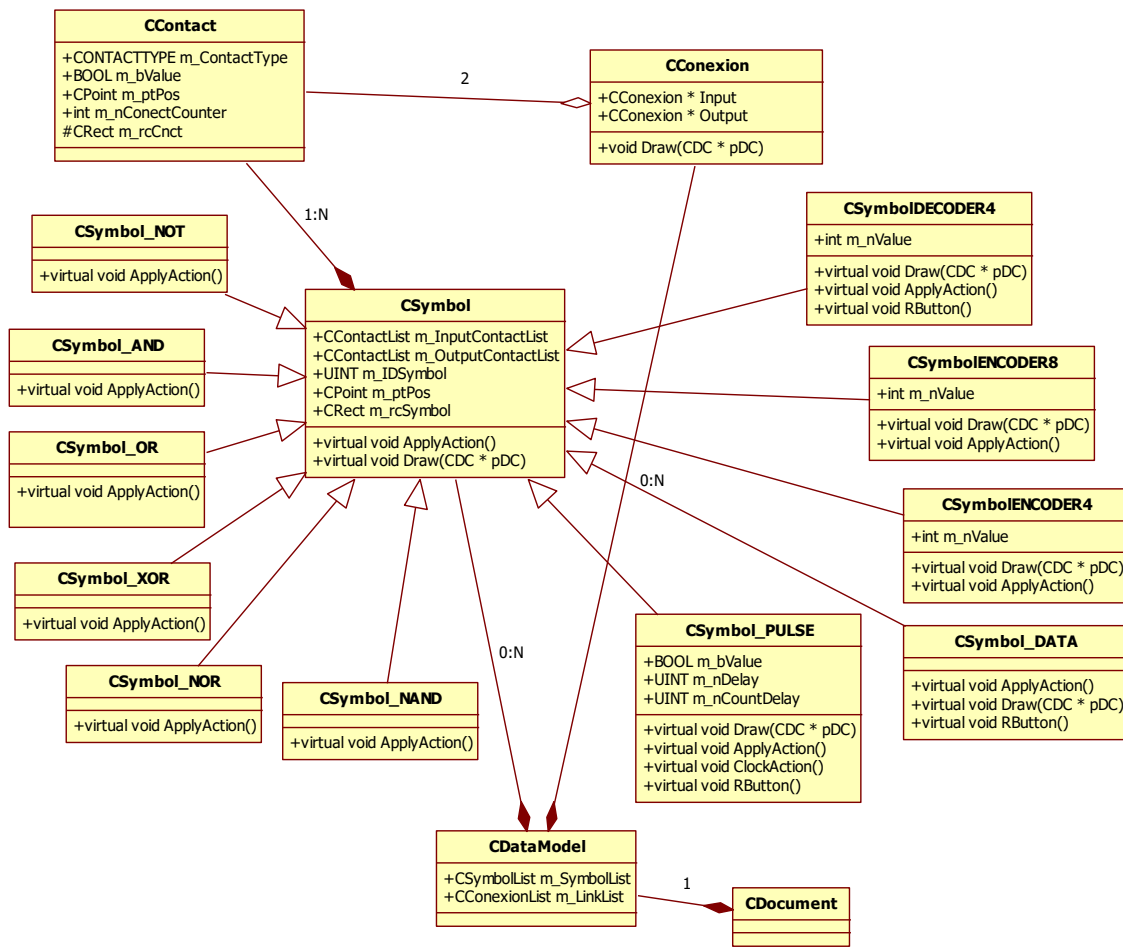 CContact
+CONTACTTYPE m_ContactType
+BOOL m_bValue
+CPoint m_ptPos
+int m_nConectCounter
#CRect m_rcCnct
2
CConexion
+CConexion * Input
+CConexion * Output
+void Draw(CDC * pDC)
1:N
CSymbol_NOT
+virtual void ApplyAction()
CSymbolDECODER4
+int m_nValue
+virtual void Draw(CDC * pDC)
+virtual void ApplyAction()
+virtual void RButton()
CSymbol
+CContactList m_InputContactList
+CContactList m_OutputContactList
+UINT m_IDSymbol
+CPoint m_ptPos
+CRect m_rcSymbol
+virtual void ApplyAction()
+virtual void Draw(CDC * pDC)
CSymbol_AND
+virtual void ApplyAction()
CSymbolENCODER8
+int m_nValue
+virtual void Draw(CDC * pDC)
+virtual void ApplyAction()
CSymbol_OR
+virtual void ApplyAction()
0:N
CSymbolENCODER4
+int m_nValue
+virtual void Draw(CDC * pDC)
+virtual void ApplyAction()
CSymbol_XOR
+virtual void ApplyAction()
CSymbol_PULSE
+BOOL m_bValue
+UINT m_nDelay
+UINT m_nCountDelay
+virtual void Draw(CDC * pDC)
+virtual void ApplyAction()
+virtual void ClockAction()
+virtual void RButton()
CSymbol_DATA
+virtual void ApplyAction()
+virtual void Draw(CDC * pDC)
+virtual void RButton()
0:N
CSymbol_NOR
+virtual void ApplyAction()
CSymbol_NAND
+virtual void ApplyAction()
CDataModel
+CSymbolList m_SymbolList
+CConexionList m_LinkList
1
CDocument